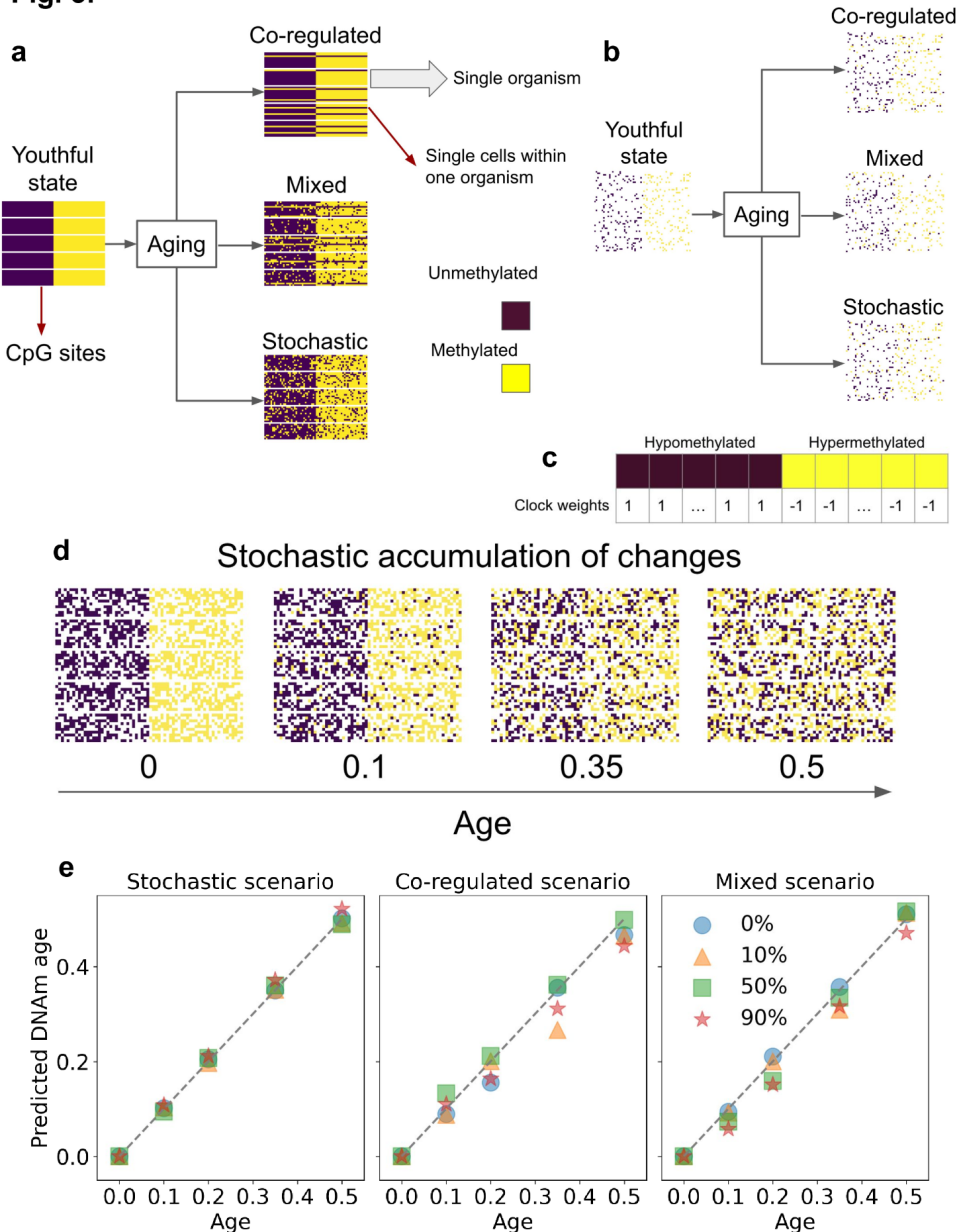 a
Co-regulated
Single organism
Single cells within
one organism
Youthful
state
Mixed
Aging
CpG sites
Stochastic
Unmethylated
Methylated
b
Co-regulated
Youthful
state
Mixed
Aging
Stochastic
c
Hypomethylated Hypermethylated
Clock weights 1 1 ... 1 1 -1 -1 ... -1 -1
d
Stochastic accumulation of changes
0 0.1 0.35 0.5
Age
e
Stochastic scenario Co-regulated scenario Mixed scenario
0%
10%
50%
90%
Predicted DNAm age
0.4
0.2
0.0
0.0 0.1 0.2 0.3 0.4 0.5 0.0 0.1 0.2 0.3 0.4 0.5 0.0 0.1 0.2 0.3 0.4 0.5
Age Age Age